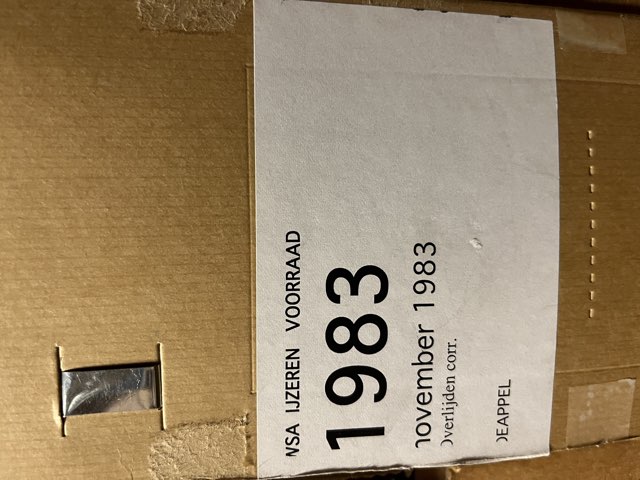 NSA IJZEREN VOORRAAD
1983
november 1983
Overlijden corr.
DEAPPEL